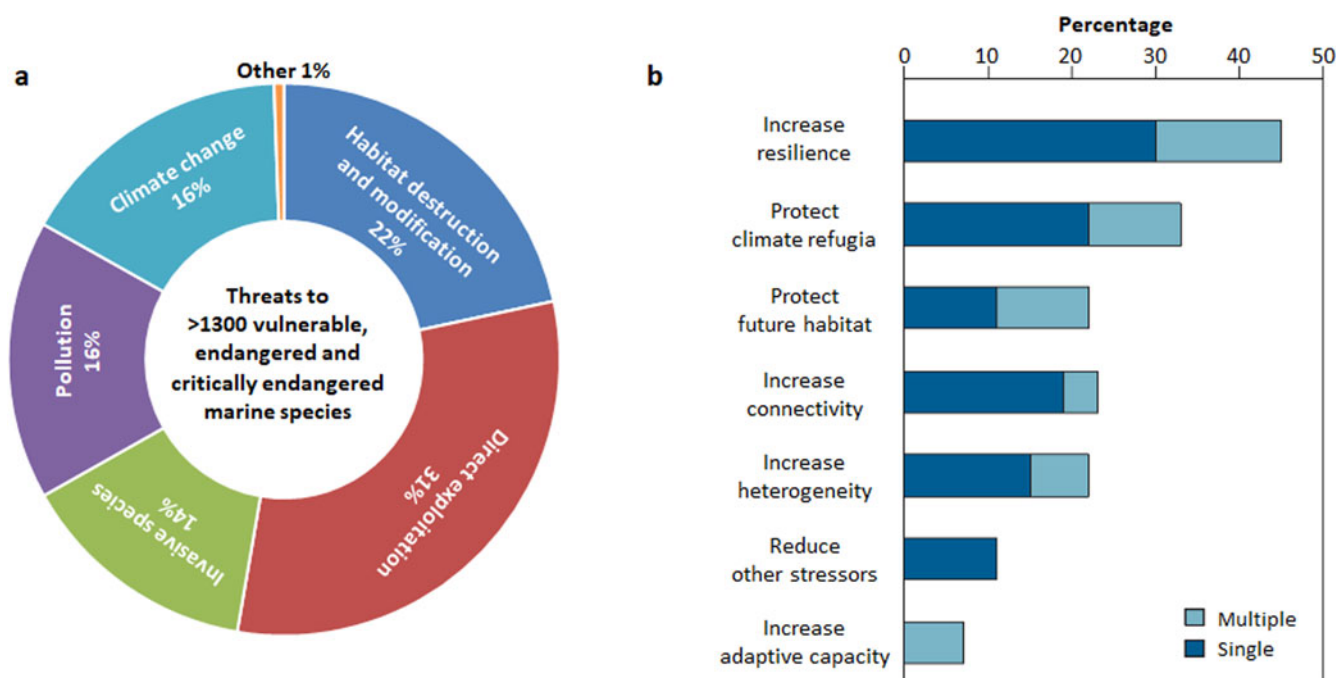 a
Other 1%
Habitat destruction
and modification
22%
Direct exploitation
31%
Invasive species
14%
Pollution
16%
Climate change
16%
Threats to
>1300 vulnerable,
endangered and
critically endangered
marine species
b
Percentage
0 10 20 30 40 50
Increase
resilience
Protect
climate refugia
Protect
future habitat
Increase
connectivity
Increase
heterogeneity
Reduce
other stressors
Increase
adaptive capacity
Multiple
Single